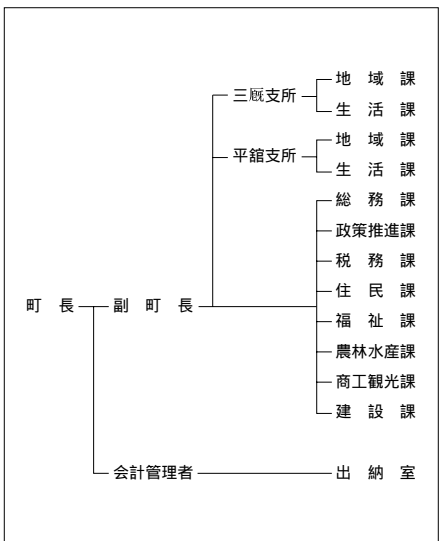 地域課
三厩支所
生活課
地域課
平舘支所
生活課
総務課
政策推進課
税務課
住民課
町長 副町長
福祉課
農林水産課
商工観光課
建設課
会計管理者 出納室